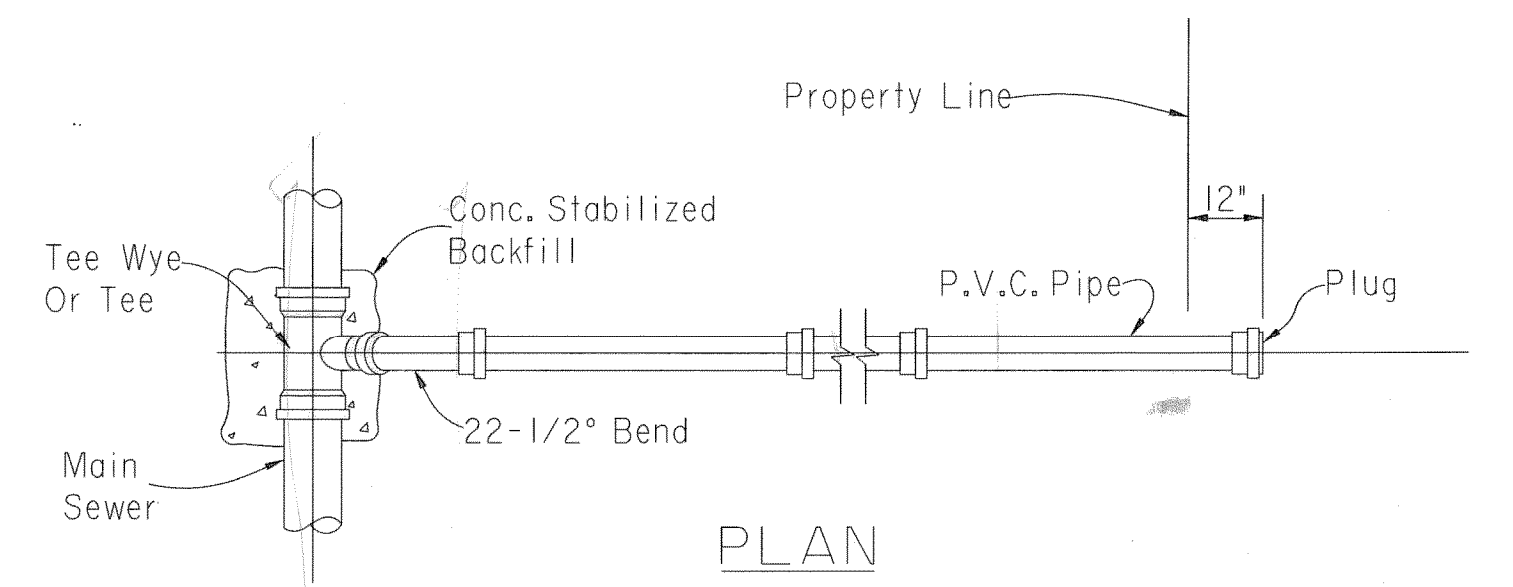 Property Line
12"
Conc. Stabilized
Backfill
Tee Wye
Or Tee
P.V.C. Pipe
Plug
22-1/2° Bend
Main
Sewer
PLAN